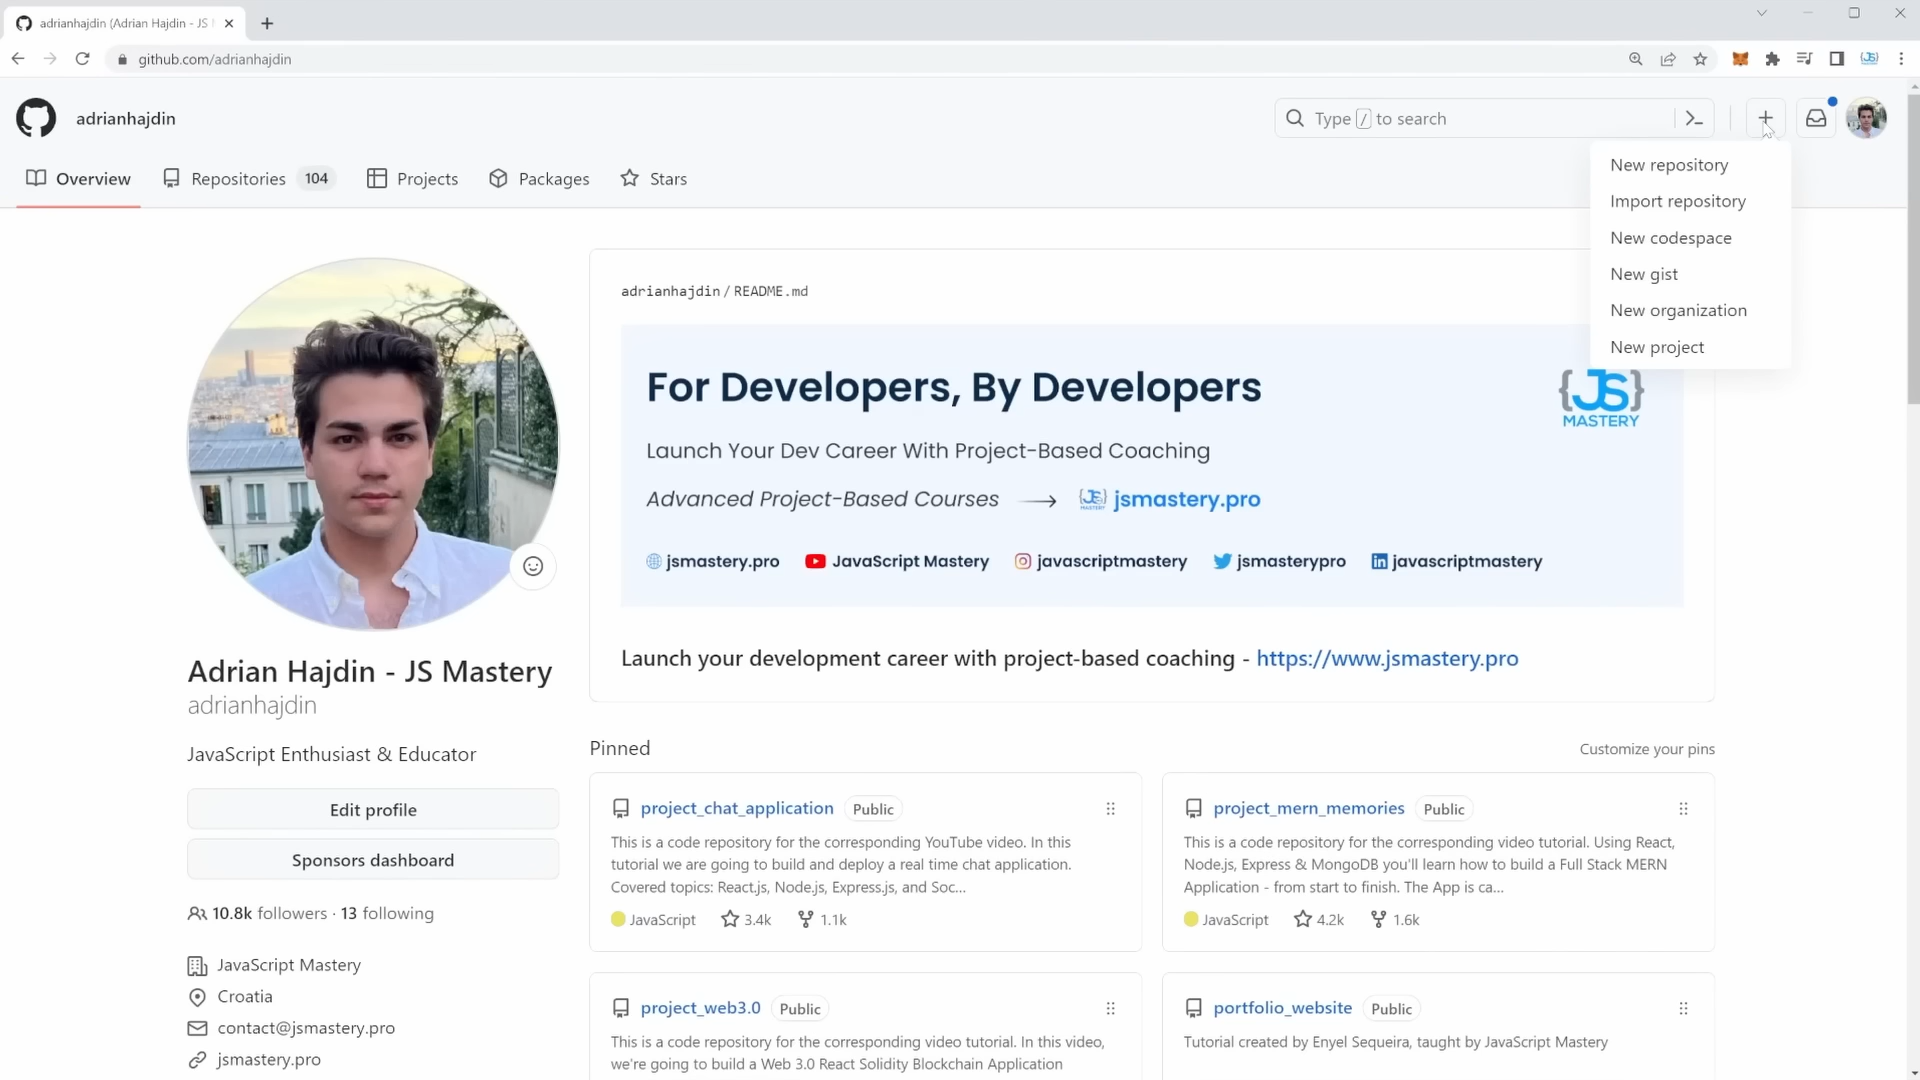 adrianhajdin (Adrian Hajdin - JS
github.com/adrianhajdin
adrianhajdin
Type / to search
Overview
Repositories 104
Projects
Packages
Stars
New repository
Import repository
New codespace
New gist
New organization
New project
adrianhajdin / README.md
For Developers, By Developers
Launch Your Dev Career With Project-Based Coaching
Advanced Project-Based Courses → {JS} MASTERY jsmastery.pro
{JS}
MASTERY
jsmastery.pro JavaScript Mastery javascriptmastery jsmasterypro javascriptmastery
Launch your development career with project-based coaching - https://www.jsmastery.pro
Adrian Hajdin - JS Mastery
adrianhajdin
JavaScript Enthusiast & Educator
Edit profile
Sponsors dashboard
10.8k followers · 13 following
JavaScript Mastery
Croatia
contact@jsmastery.pro
jsmastery.pro
Pinned
Customize your pins
project_chat_application Public
This is a code repository for the corresponding YouTube video. In this
tutorial we are going to build and deploy a real time chat application.
Covered topics: React.js, Node.js, Express.js, and Soc...
JavaScript 3.4k 1.1k
project_mern_memories Public
This is a code repository for the corresponding video tutorial. Using React,
Node.js, Express & MongoDB you'll learn how to build a Full Stack MERN
Application - from start to finish. The App is ca...
JavaScript 4.2k 1.6k
project_web3.0 Public
This is a code repository for the corresponding video tutorial. In this video,
we're going to build a Web 3.0 React Solidity Blockchain Application
portfolio_website Public
Tutorial created by Enyel Sequeira, taught by JavaScript Mastery